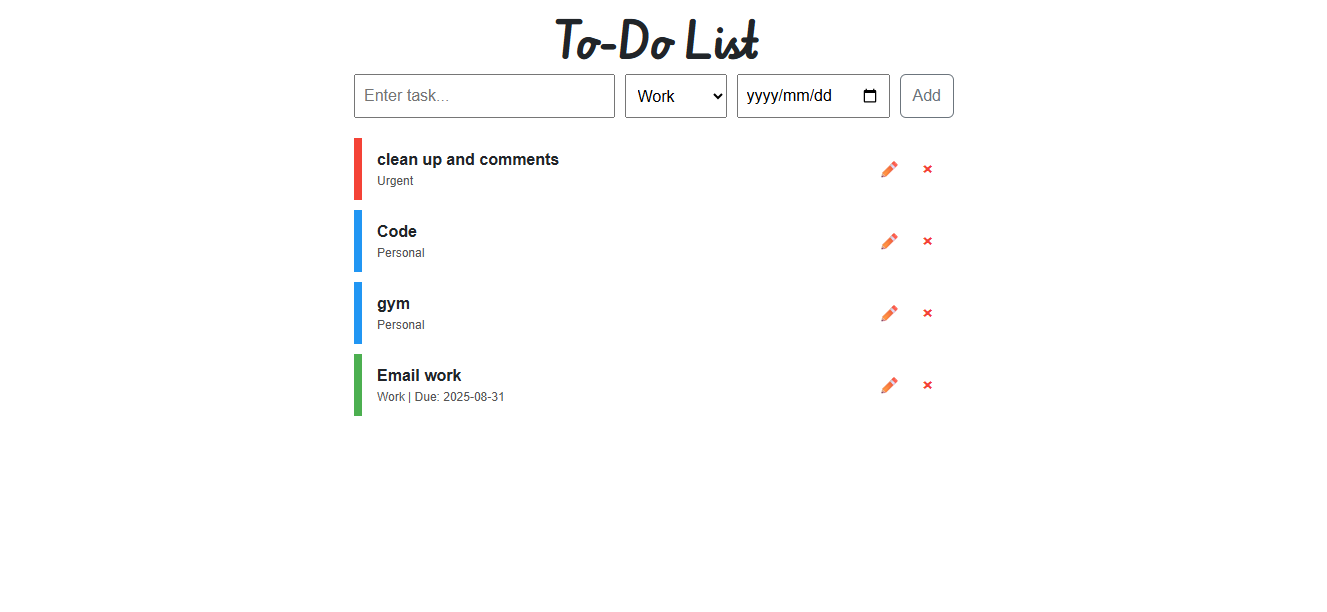 To-Do List
Enter task... Work yyyy/mm/dd Add
clean up and comments
Urgent
Code
Personal
gym
Personal
Email work
Work | Due: 2025-08-31